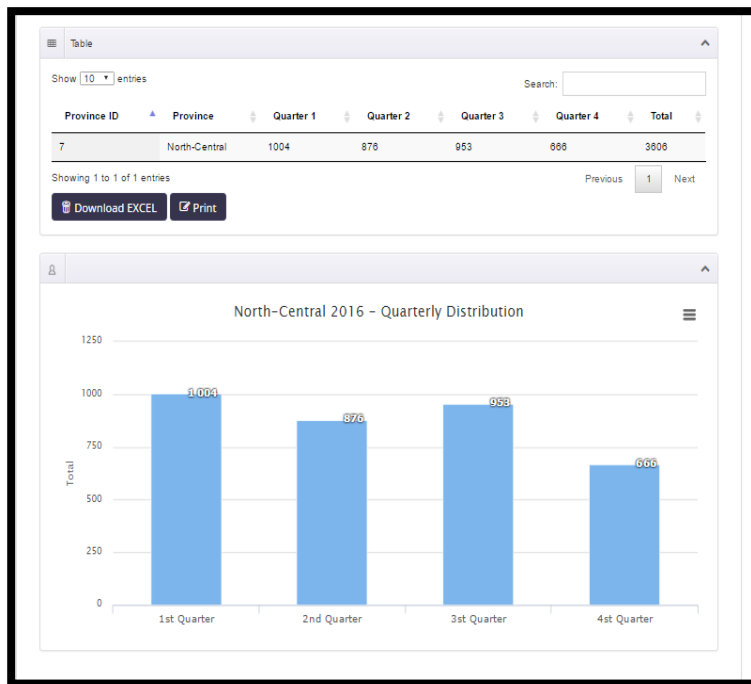 Table
Show 10 entries
Search:
Province ID Province Quarter 1 Quarter 2 Quarter 3 Quarter 4 Total
7 North-Central 1004 876 953 666 3606
Showing 1 to 1 of 1 entries
Previous 1 Next
Download EXCEL Print
North-Central 2016 - Quarterly Distribution
1250
1000
750
500
250
0
Total
1 004
876
953
666
1st Quarter 2nd Quarter 3st Quarter 4st Quarter